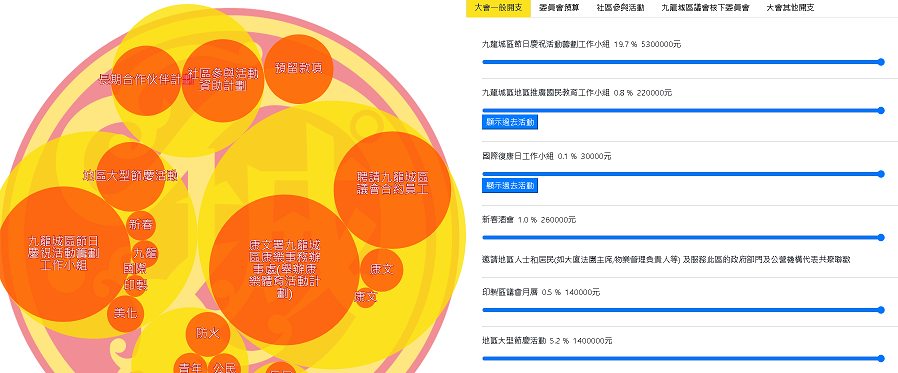 長期合作伙伴計劃
社區參與活動
資助計劃
預留款項
地區大型節慶活動
聘請九龍城區
議會合約員工
新春
九龍城區節日
慶祝活動籌劃
工作小組
九龍
國際
印製
美化
康文署九龍城
區康樂事務辦
事處(舉辦康
樂體育活動計
劃)
康文
康文
防火
青年
公民
大會一般開支 委員會預算 社區參與活動 九龍城區議會核下委員會 大會其他開支
九龍城區節日慶祝活動籌劃工作小組 19.7 % 5300000元
九龍城區地區推廣國民教育工作小組 0.8 % 220000元
顯示過去活動
國際復康日工作小組 0.1 % 30000元
顯示過去活動
新春酒會 1.0 % 260000元
邀請地區人士和居民(如大廈法團主席,物業管理負責人等) 及服務此區的政府部門及公營機構代表共聚聯歡
印製區議會月曆 0.5 % 140000元
地區大型節慶活動 5.2 % 1400000元